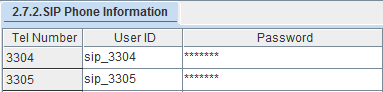 2.7.2.SIP Phone Information
Tel Number User ID Password
3304 sip_3304 *******
3305 sip_3305 *******